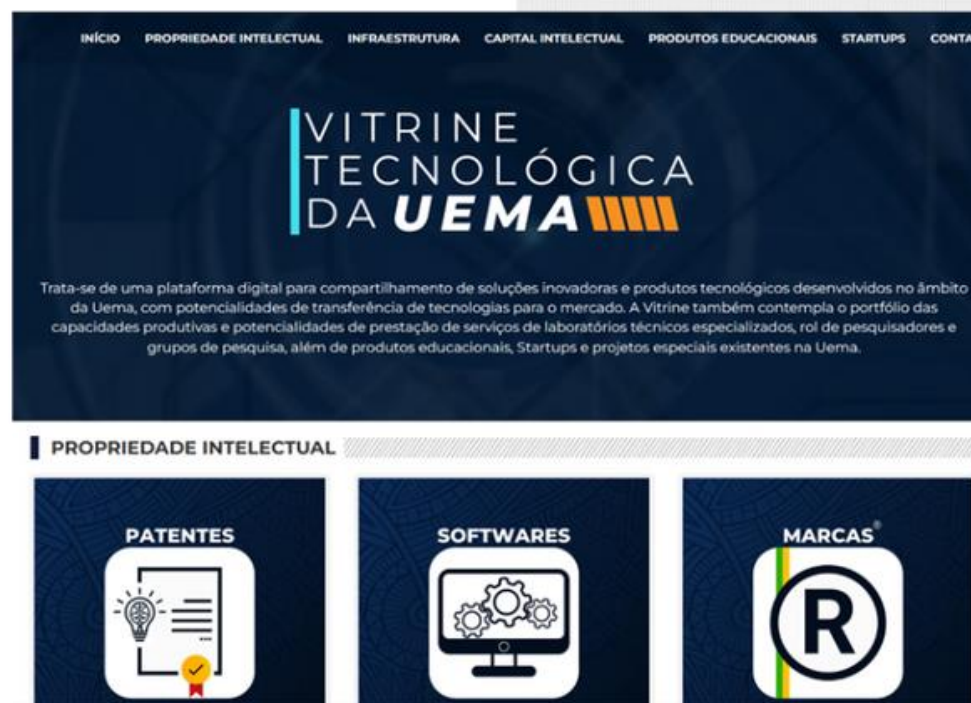 INÍCIO PROPRIEDADE INTELECTUAL INFRAESTRUTURA CAPITAL INTELECTUAL PRODUTOS EDUCACIONAIS STARTUPS CONTA
VITRINE
TECNOLÓGICA
DA UEMA
Trata-se de uma plataforma digital para compartilhamento de soluções inovadoras e produtos tecnológicos desenvolvidos no âmbito
da Uema, com potencialidades de transferência de tecnologias para o mercado. A Vitrine também contempla o portfólio das
capacidades produtivas e potencialidades de prestação de serviços de laboratórios técnicos especializados, rol de pesquisadores e
grupos de pesquisa, além de produtos educacionais, Startups e projetos especiais existentes na Uema.
PROPRIEDADE INTELECTUAL
PATENTES SOFTWARES MARCAS®
R